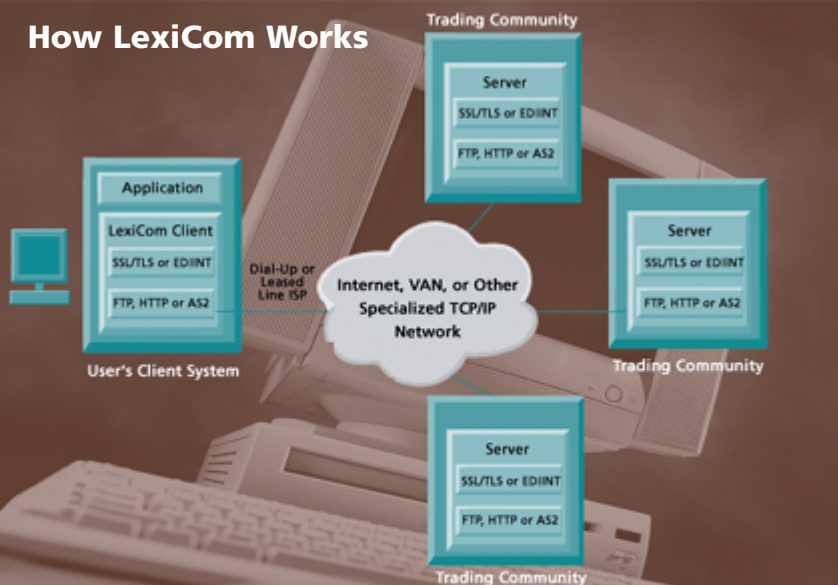 How LexiCom Works
Trading Community
Server
SSL/TLS or EDIINT
FTP, HTTP or AS2
Application
LexiCom Client
SSL/TLS or EDIINT
FTP, HTTP or AS2
User's Client System
Dial-Up or
Leased
Line ISP
Internet, VAN, or Other
Specialized TCP/IP
Network
Server
SSL/TLS or EDIINT
FTP, HTTP or AS2
Trading Community
Server
SSL/TLS or EDIINT
FTP, HTTP or AS2
Trading Community